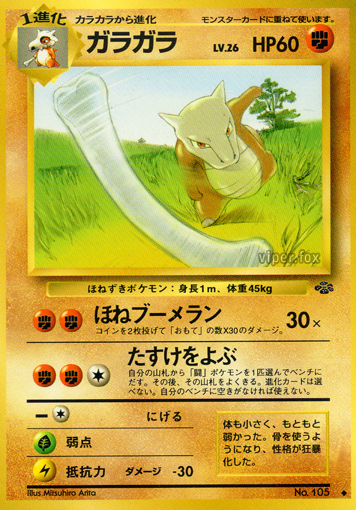 1進化 カラカラから進化 モンスターカードに重ねて使います。
ガラガラ LV.26 HP60
viper.fox
ほねずきポケモン：身長1m、体重45kg
ほねブーメラン 30×
コインを2枚投げて「おもて」の数X30のダメージ。
たすけをよぶ
自分の山札から「闘」ポケモンを1匹選んでベンチに
だす。その後、その山札をよくきる。進化カードは選
べない。自分のベンチに空きがなければ使えない。
にげる
弱点
抵抗力 ダメージ -30
体も小さく、もともと
弱かった。骨を使うよ
うになり、性格が狂暴
化した。
Illus.Mitsuhiro Arita No. 105